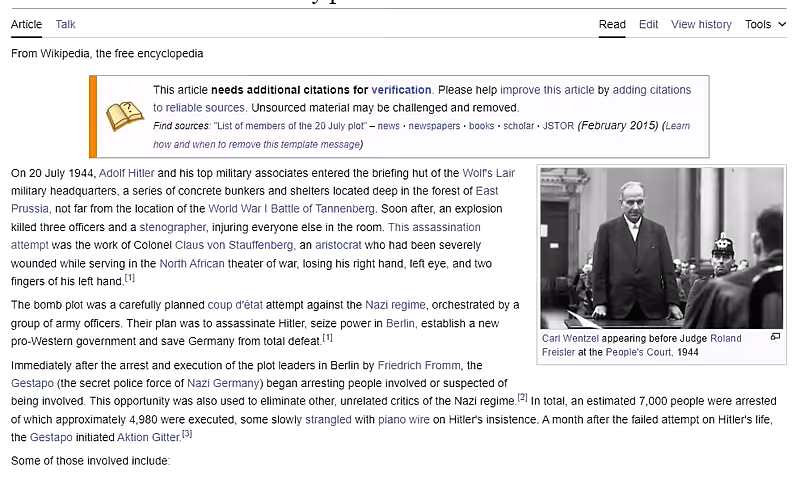 Article Talk Read Edit View history Tools
From Wikipedia, the free encyclopedia
This article needs additional citations for verification. Please help improve this article by adding citations
to reliable sources. Unsourced material may be challenged and removed.
Find sources: "List of members of the 20 July plot" – news · newspapers · books · scholar · JSTOR (February 2015) (Learn
how and when to remove this template message)
On 20 July 1944, Adolf Hitler and his top military associates entered the briefing hut of the Wolf's Lair
military headquarters, a series of concrete bunkers and shelters located deep in the forest of East
Prussia, not far from the location of the World War I Battle of Tannenberg. Soon after, an explosion
killed three officers and a stenographer, injuring everyone else in the room. This assassination
attempt was the work of Colonel Claus von Stauffenberg, an aristocrat who had been severely
wounded while serving in the North African theater of war, losing his right hand, left eye, and two
fingers of his left hand.[1]
The bomb plot was a carefully planned coup d'état attempt against the Nazi regime, orchestrated by a
group of army officers. Their plan was to assassinate Hitler, seize power in Berlin, establish a new
pro-Western government and save Germany from total defeat.[1]
Carl Wentzel appearing before Judge Roland
Freisler at the People's Court, 1944
Immediately after the arrest and execution of the plot leaders in Berlin by Friedrich Fromm, the
Gestapo (the secret police force of Nazi Germany) began arresting people involved or suspected of
being involved. This opportunity was also used to eliminate other, unrelated critics of the Nazi regime.[2] In total, an estimated 7,000 people were arrested
of which approximately 4,980 were executed, some slowly strangled with piano wire on Hitler's insistence. A month after the failed attempt on Hitler's life,
the Gestapo initiated Aktion Gitter.[3]
Some of those involved include: